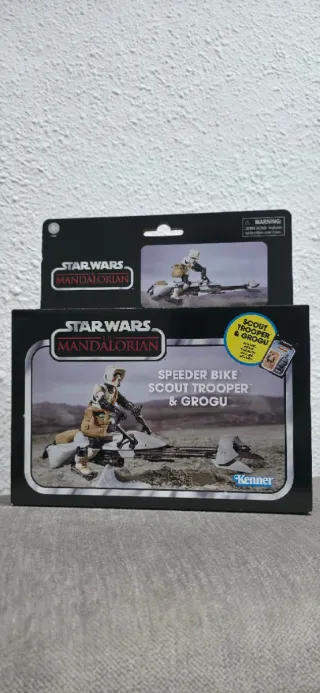 WARNING:
STAR WARS
THE
MANDALORIAN
STAR WARS
THE
MANDALORIAN
SCOUT
TROOPER
& GROGU
SPEEDER BIKE
SCOUT TROOPER
& GROGU
Kenner